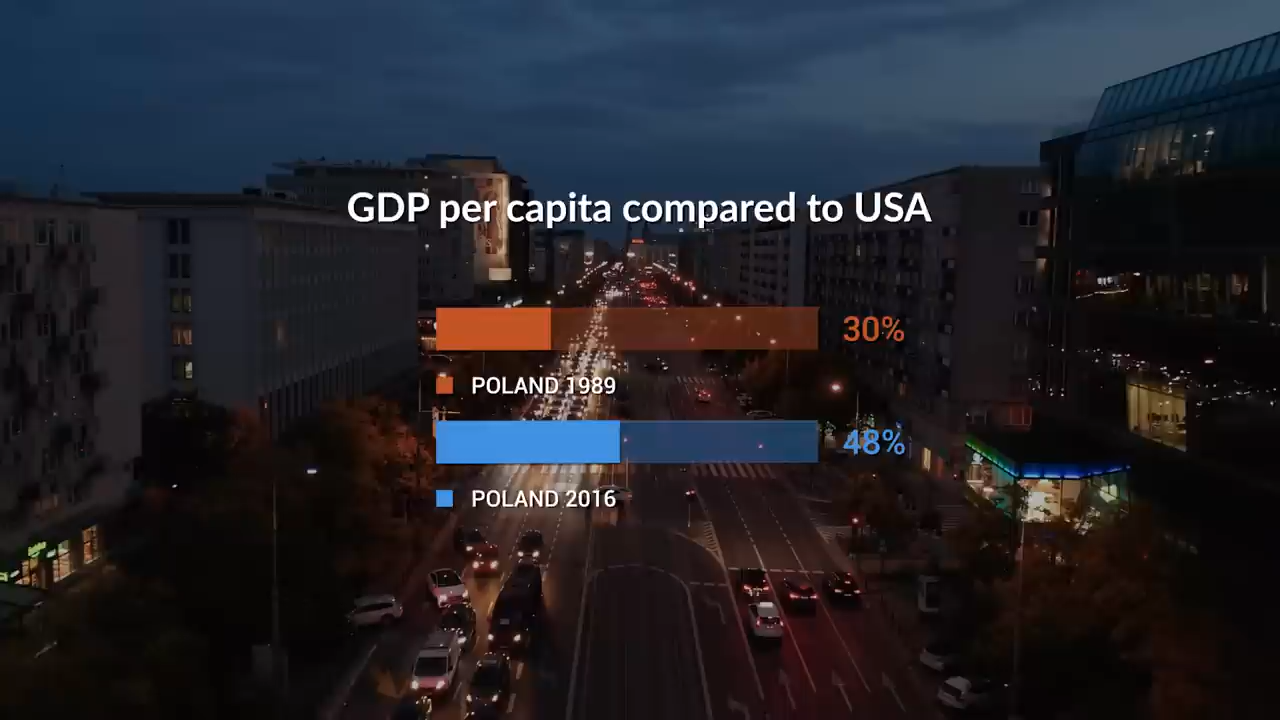 GDP per capita compared to USA
30%
POLAND 1989
48%
POLAND 2016